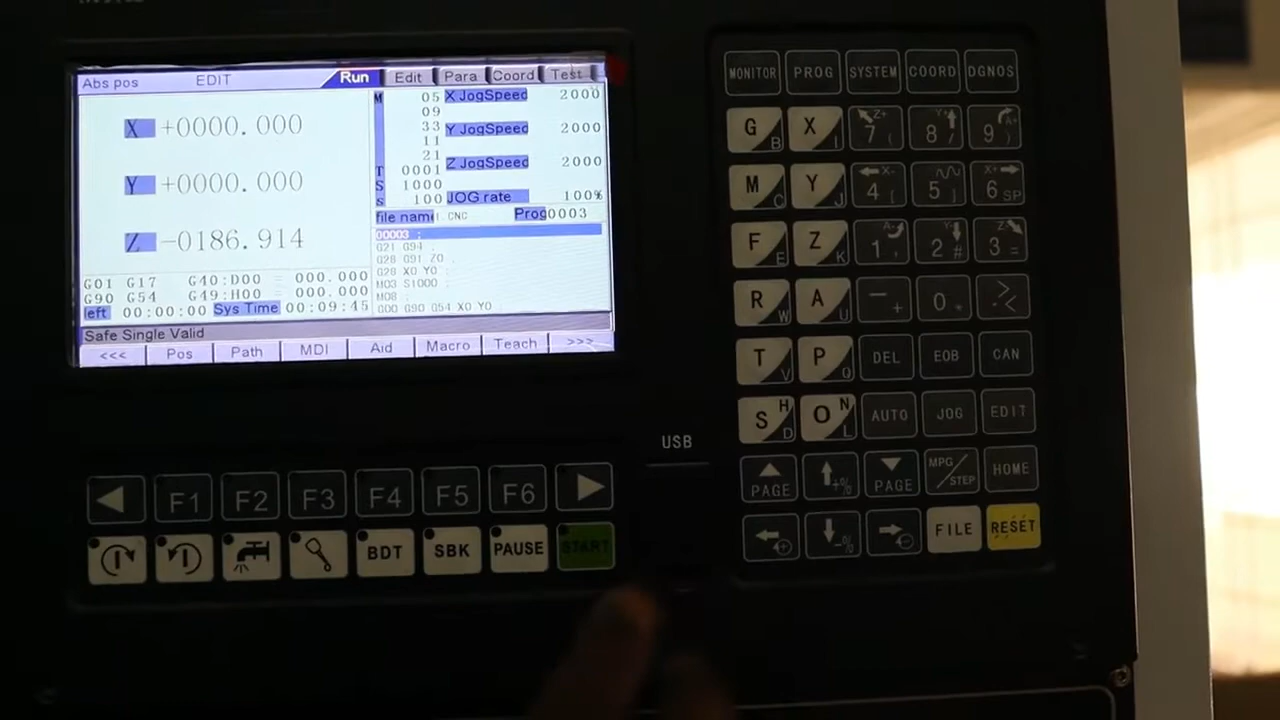 Abs pos EDIT Run Edit Para Coord Test
X +0000.000
Y +0000.000
Z -0186.914
M 05 X JogSpeed 2000
09
33 Y JogSpeed 2000
11
21 Z JogSpeed 2000
T 0001
S 1000
s 100 JOG rate 100%
file name CNC Prog 0003
00003 ;
G21 G94
G28 G91 Z0
G28 X0 Y0
M03 S1000
M08
G90 G54 X0 Y0
G01 G17 G40:D00 000.000
G90 G54 G49:H00 000.000
left 00:00:00 Sys Time 00:09:45
Safe Single Valid
<<< Pos Path MDI Aid Macro Teach >>>
F1 F2 F3 F4 F5 F6
BDT SBK PAUSE START
USB
MONITOR PROG SYSTEM COORD DGNOS
G B X I 7 Z+ ( 8 Y+ / 9 A+ )
M C Y J 4 X- [ 5 ] 6 X+ SP
F E Z K 1 A- , 2 Y- # 3 Z- =
R W A U - + 0 * . > <
T V P Q DEL EOB CAN
S H D O N L AUTO JOG EDIT
PAGE +% PAGE MPG/STEP HOME
-% FILE RESET